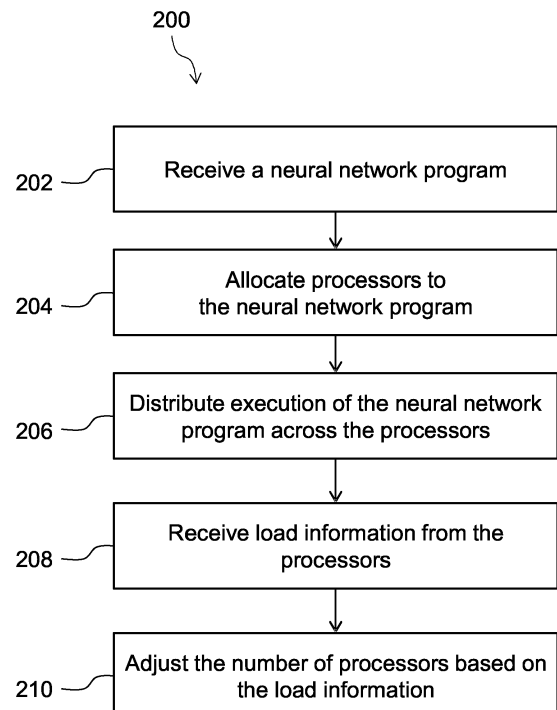 200
202
Receive a neural network program
204
Allocate processors to
the neural network program
206
Distribute execution of the neural network
program across the processors
208
Receive load information from the
processors
210
Adjust the number of processors based on
the load information